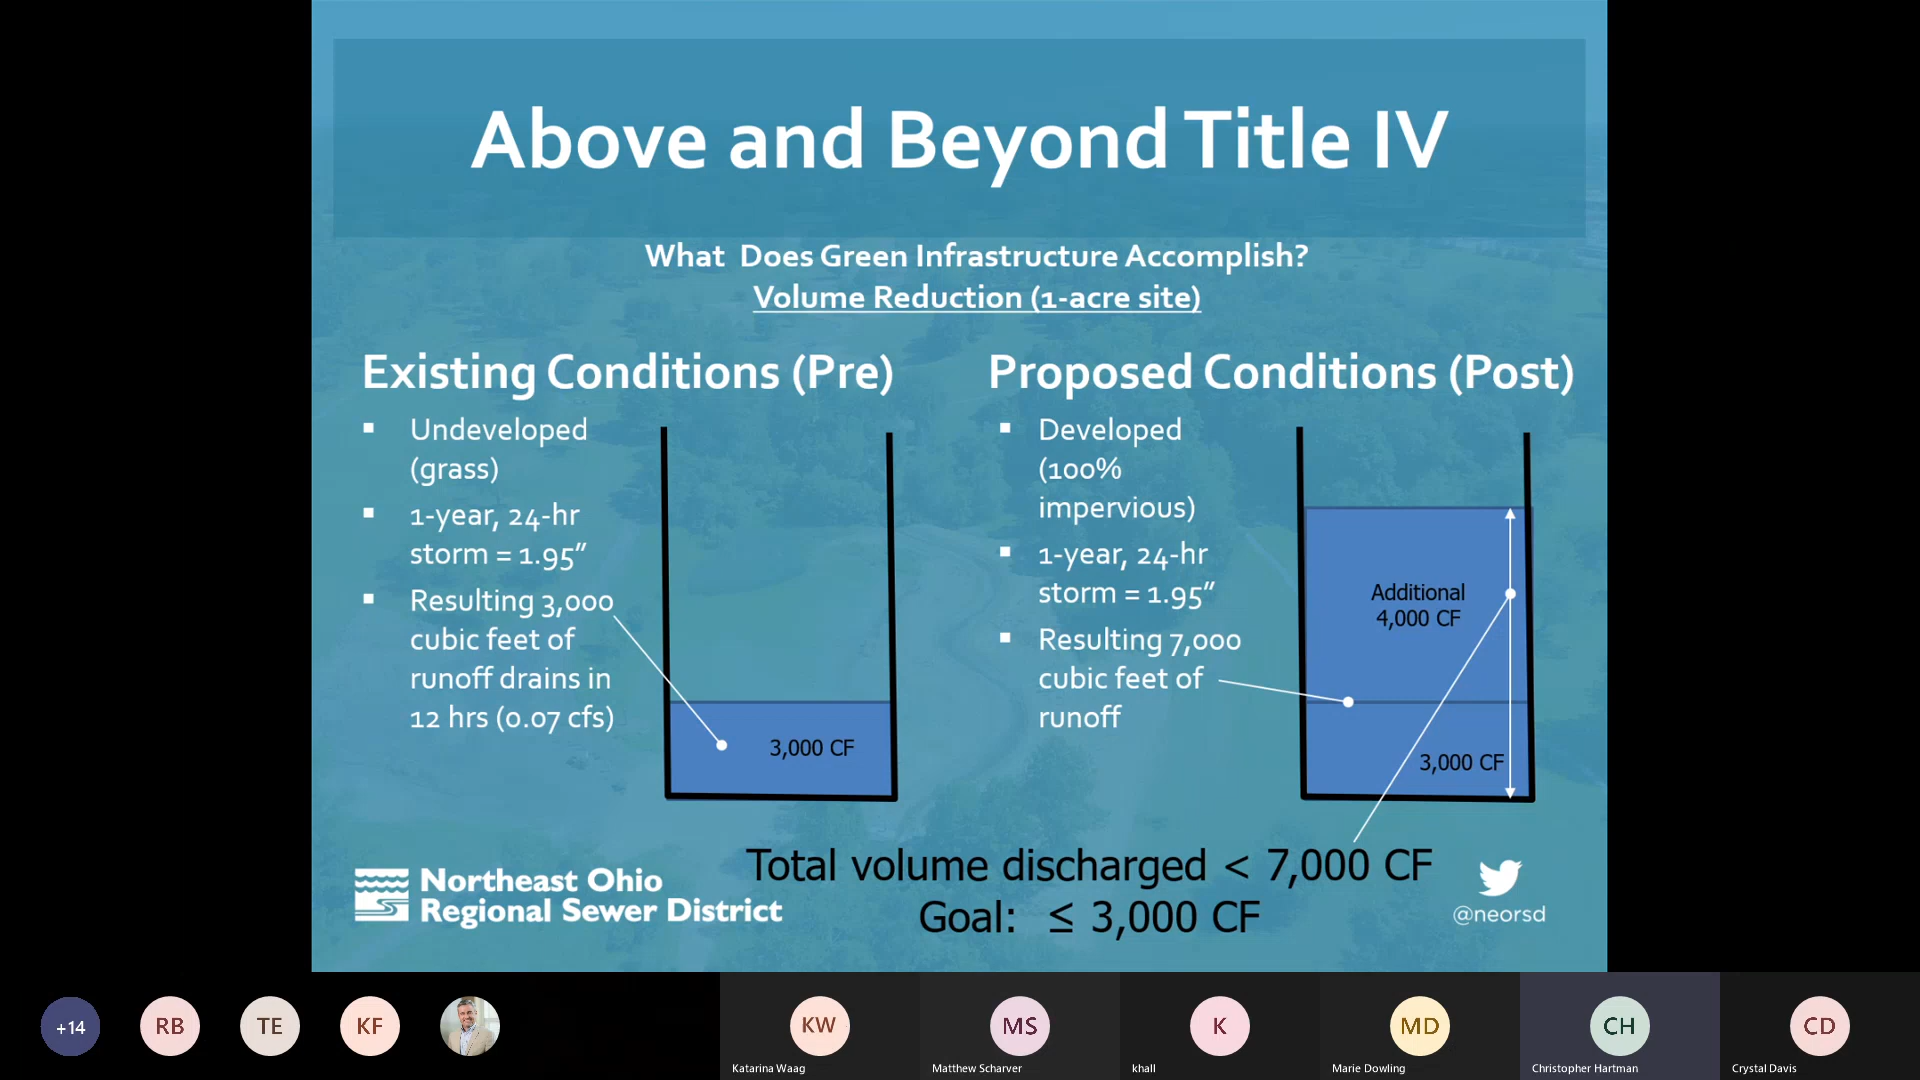 Above and Beyond Title IV
What Does Green Infrastructure Accomplish?
Volume Reduction (1-acre site)
Existing Conditions (Pre)
▪ Undeveloped
(grass)
▪ 1-year, 24-hr
storm = 1.95”
▪ Resulting 3,000
cubic feet of
runoff drains in
12 hrs (0.07 cfs)
3,000 CF
Proposed Conditions (Post)
▪ Developed
(100%
impervious)
▪ 1-year, 24-hr
storm = 1.95”
▪ Resulting 7,000
cubic feet of
runoff
Additional
4,000 CF
3,000 CF
Total volume discharged < 7,000 CF
Goal: ≤ 3,000 CF
Northeast Ohio
Regional Sewer District
@neorsd
+14
RB
TE
KF
KW
Katarina Waag
MS
Matthew Scharver
K
khall
MD
Marie Dowling
CH
Christopher Hartman
CD
Crystal Davis